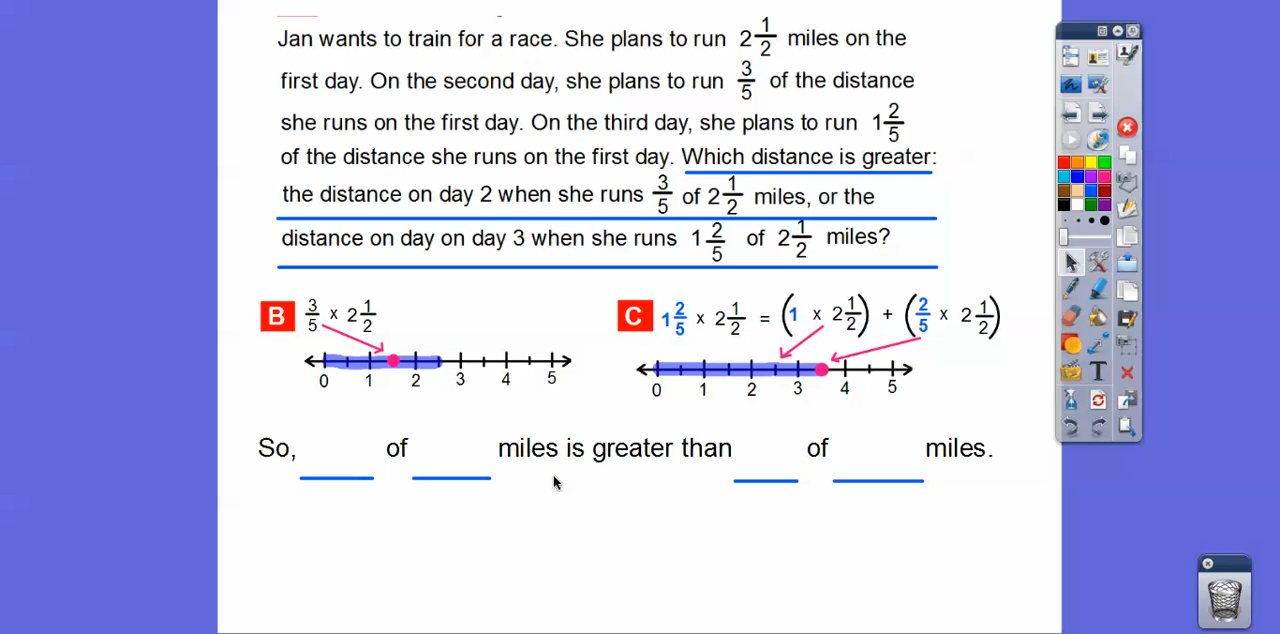 Jan wants to train for a race. She plans to run 2 1/2 miles on the
first day. On the second day, she plans to run 3/5 of the distance
she runs on the first day. On the third day, she plans to run 1 2/5
of the distance she runs on the first day. Which distance is greater:
the distance on day 2 when she runs 3/5 of 2 1/2 miles, or the
distance on day on day 3 when she runs 1 2/5 of 2 1/2 miles?
B 3/5 × 2 1/2
0 1 2 3 4 5
C 1 2/5 × 2 1/2 = (1 × 2 1/2) + (2/5 × 2 1/2)
0 1 2 3 4 5
So, ____ of ____ miles is greater than ____ of ____ miles.
T